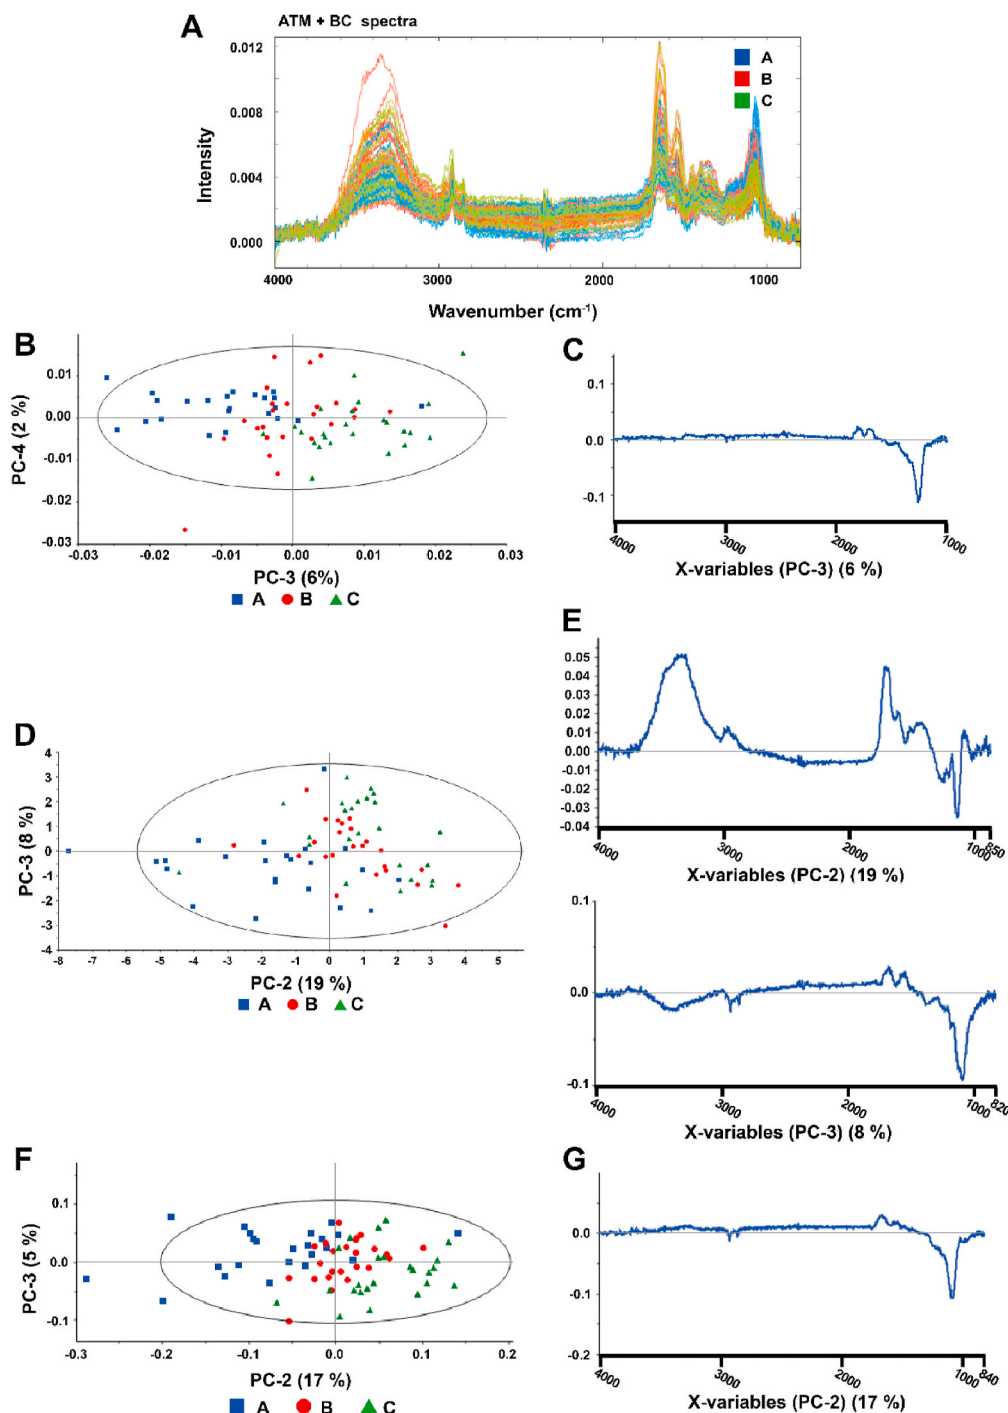 A
ATM + BC spectra
0.012
0.008
0.004
0.000
Intensity
A
B
C
4000 3000 2000 1000
Wavenumber (cm-1)
B
0.01
0.00
-0.01
-0.02
-0.03
PC-4 (2 %)
-0.03 -0.02 -0.01 0.00 0.01 0.02 0.03
PC-3 (6%)
A B C
C
0.1
0.0
-0.1
4000 3000 2000 1000
X-variables (PC-3) (6 %)
D
4
3
2
1
0
-1
-2
-3
-4
PC-3 (8 %)
-8 -7 -6 -5 -4 -3 -2 -1 0 1 2 3 4 5
PC-2 (19 %)
A B C
E
0.05
0.05
0.04
0.03
0.02
0.01
0.00
-0.01
-0.02
-0.03
-0.04
4000 3000 2000 1000 850
X-variables (PC-2) (19 %)
0.1
0.0
-0.1
4000 3000 2000 1000 820
X-variables (PC-3) (8 %)
F
0.1
0.0
-0.1
PC-3 (5 %)
-0.3 -0.2 -0.1 0.0 0.1 0.2
PC-2 (17 %)
A B C
G
0.1
0.0
-0.1
-0.2
4000 3000 2000 1000 840
X-variables (PC-2) (17 %)